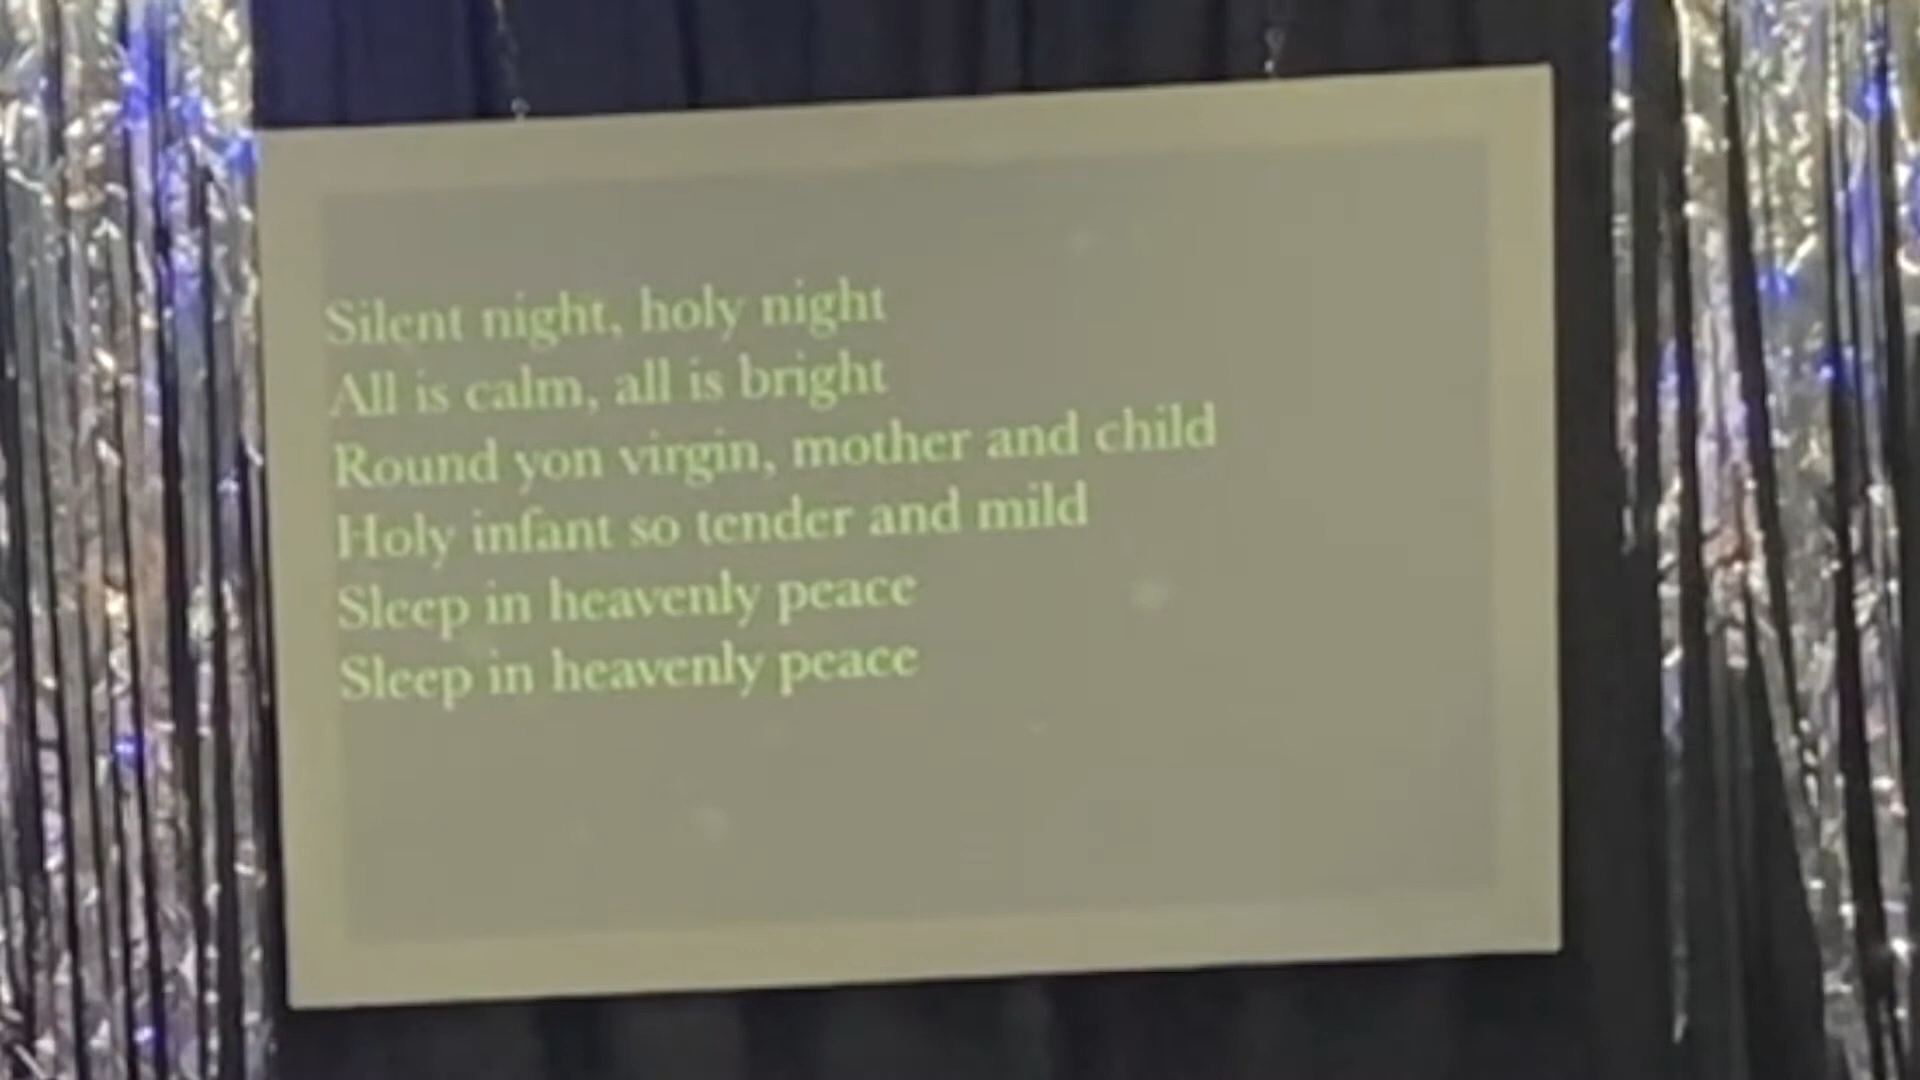 Silent night, holy night
All is calm, all is bright
Round yon virgin, mother and child
Holy infant so tender and mild
Sleep in heavenly peace
Sleep in heavenly peace